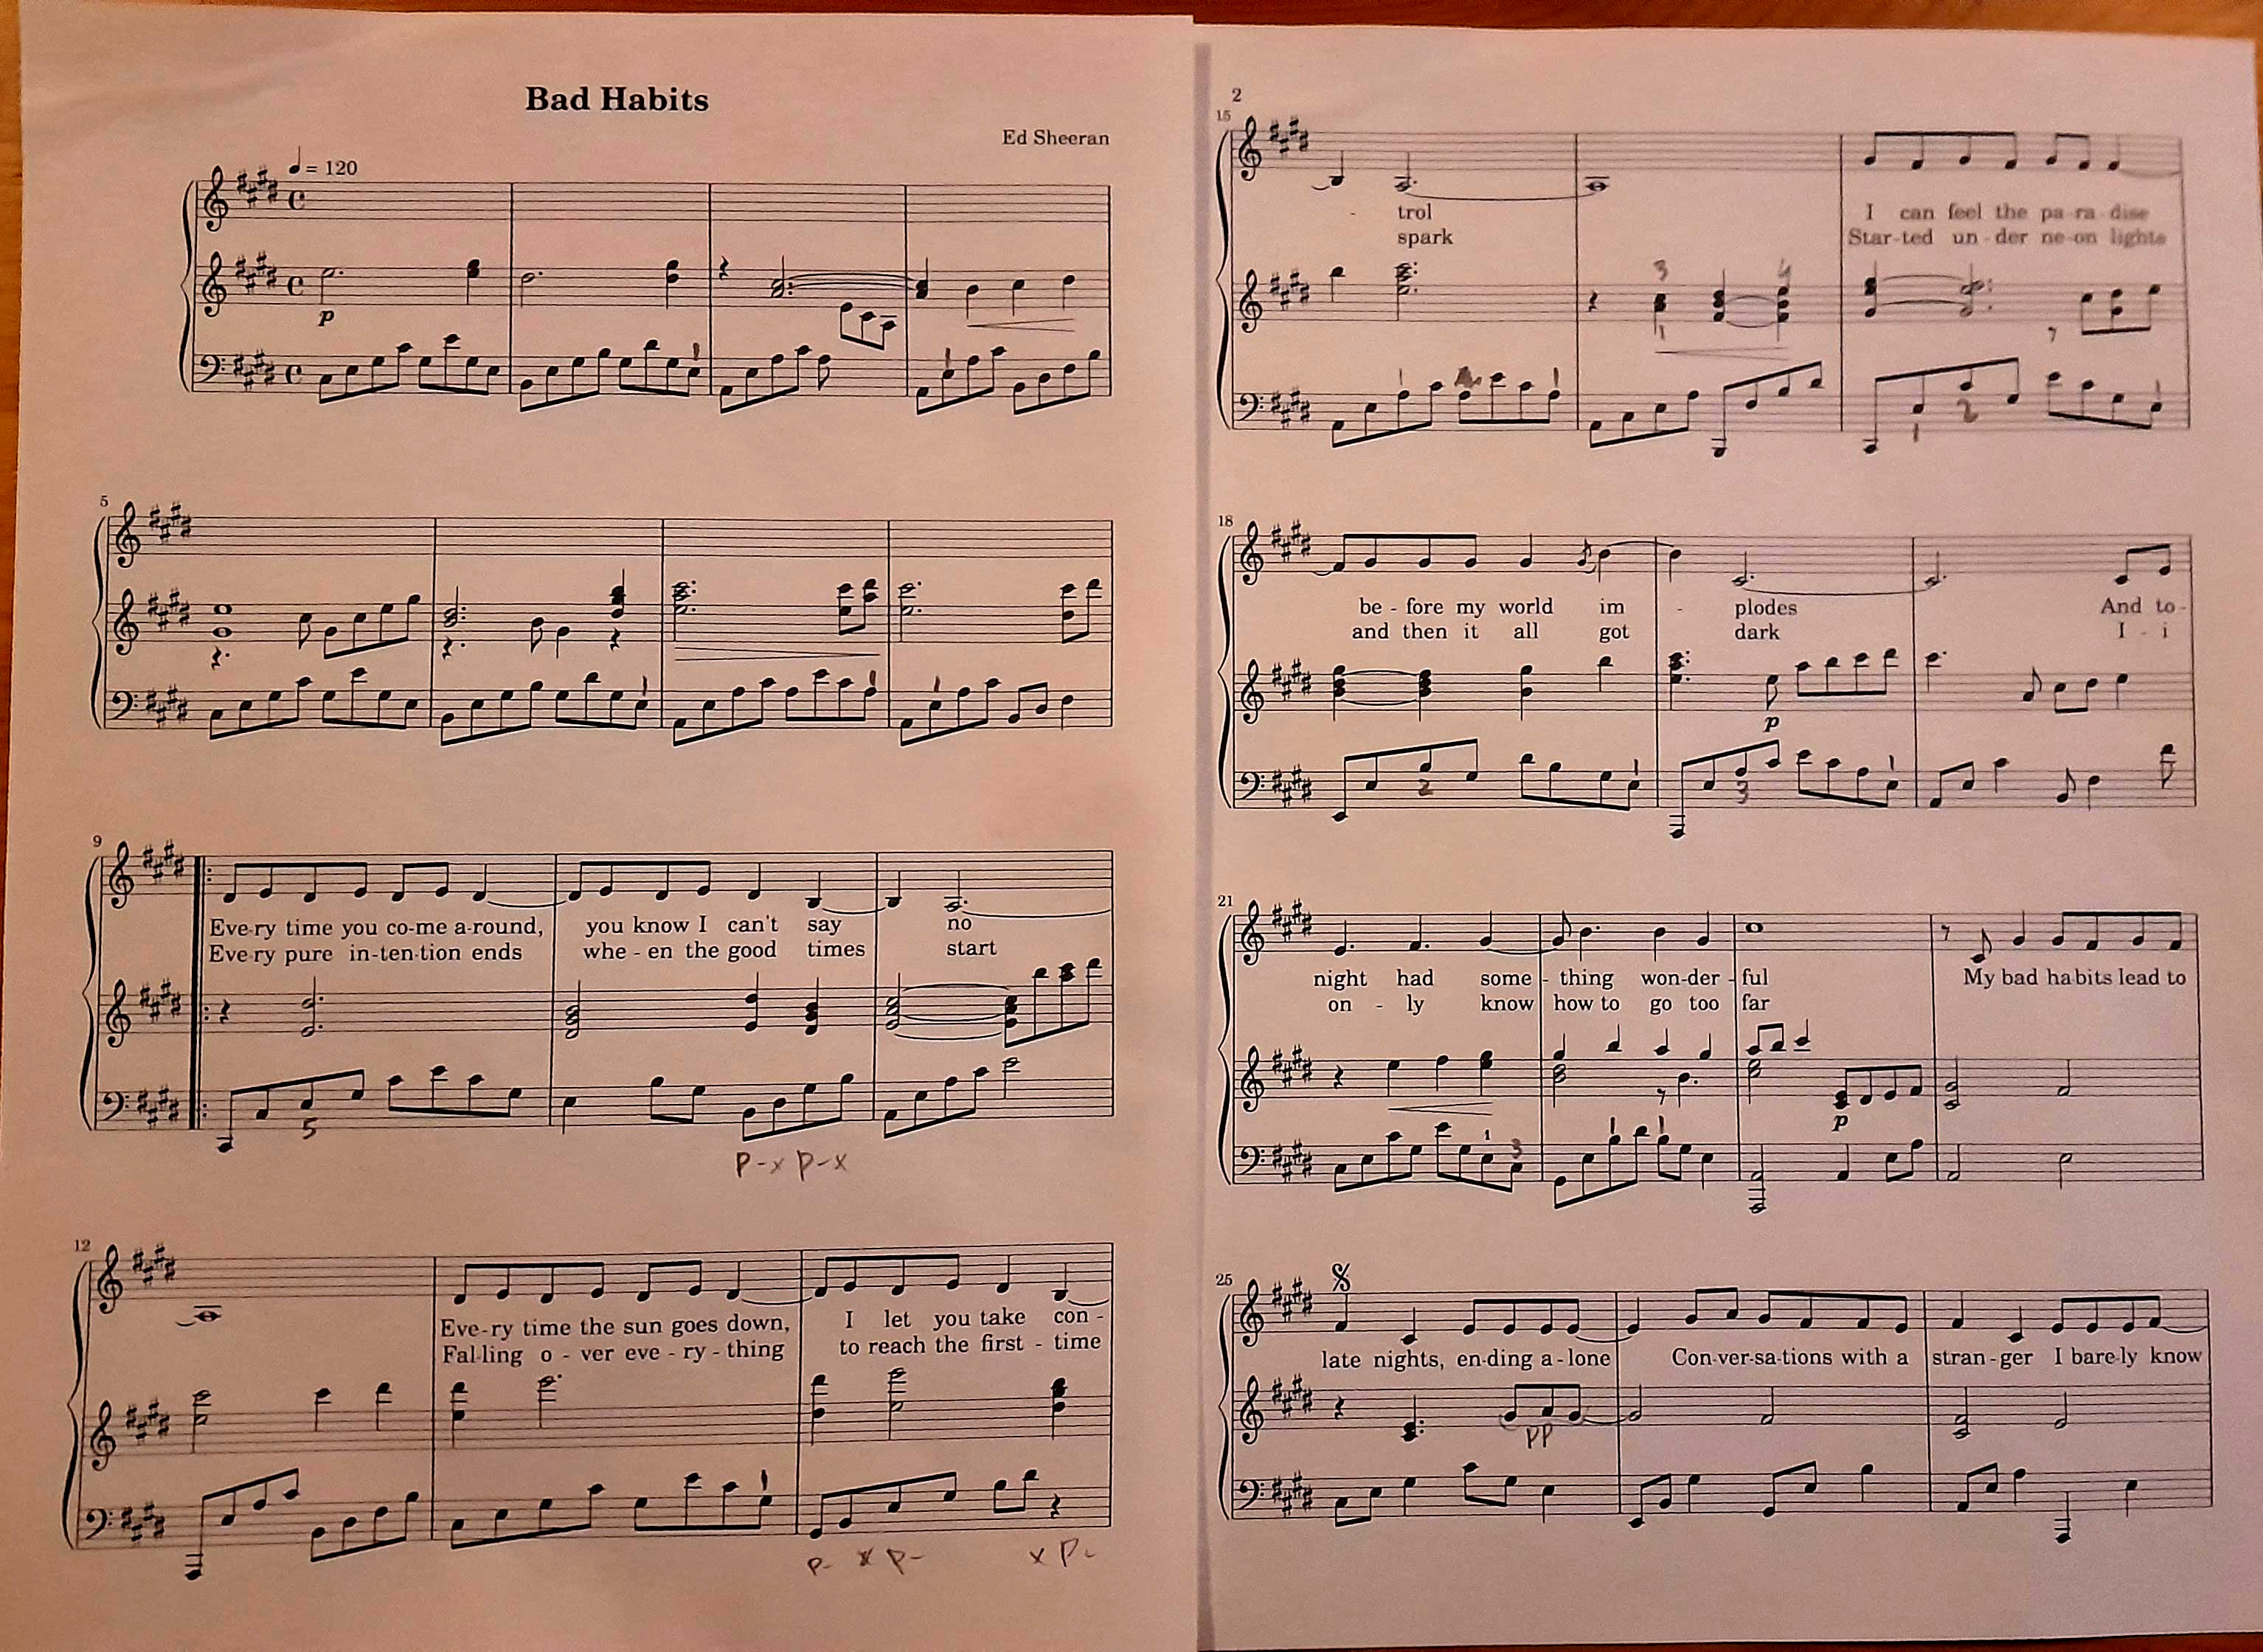 Bad Habits
Ed Sheeran
= 120
p
5
9
Eve-ry time you co-me a-round, you know I can't say no
Eve-ry pure in-ten-tion ends whe - en the good times start
5
P-x P-x
12
Eve-ry time the sun goes down, I let you take con -
Fal-ling o - ver eve - ry - thing to reach the first - time
P- x P- x P-
2
15
- trol I can feel the pa-ra-dise
spark Star-ted un - der ne-on lights
3 4
1
1 2
18
be - fore my world im - plodes And to -
and then it all got dark I - i
p
2 3
21
night had some - thing won-der - ful My bad ha-bits lead to
on - ly know how to go too far
p
1 3
25
late nights, en-ding a-lone Con-ver-sa-tions with a stran-ger I bare-ly know
PP